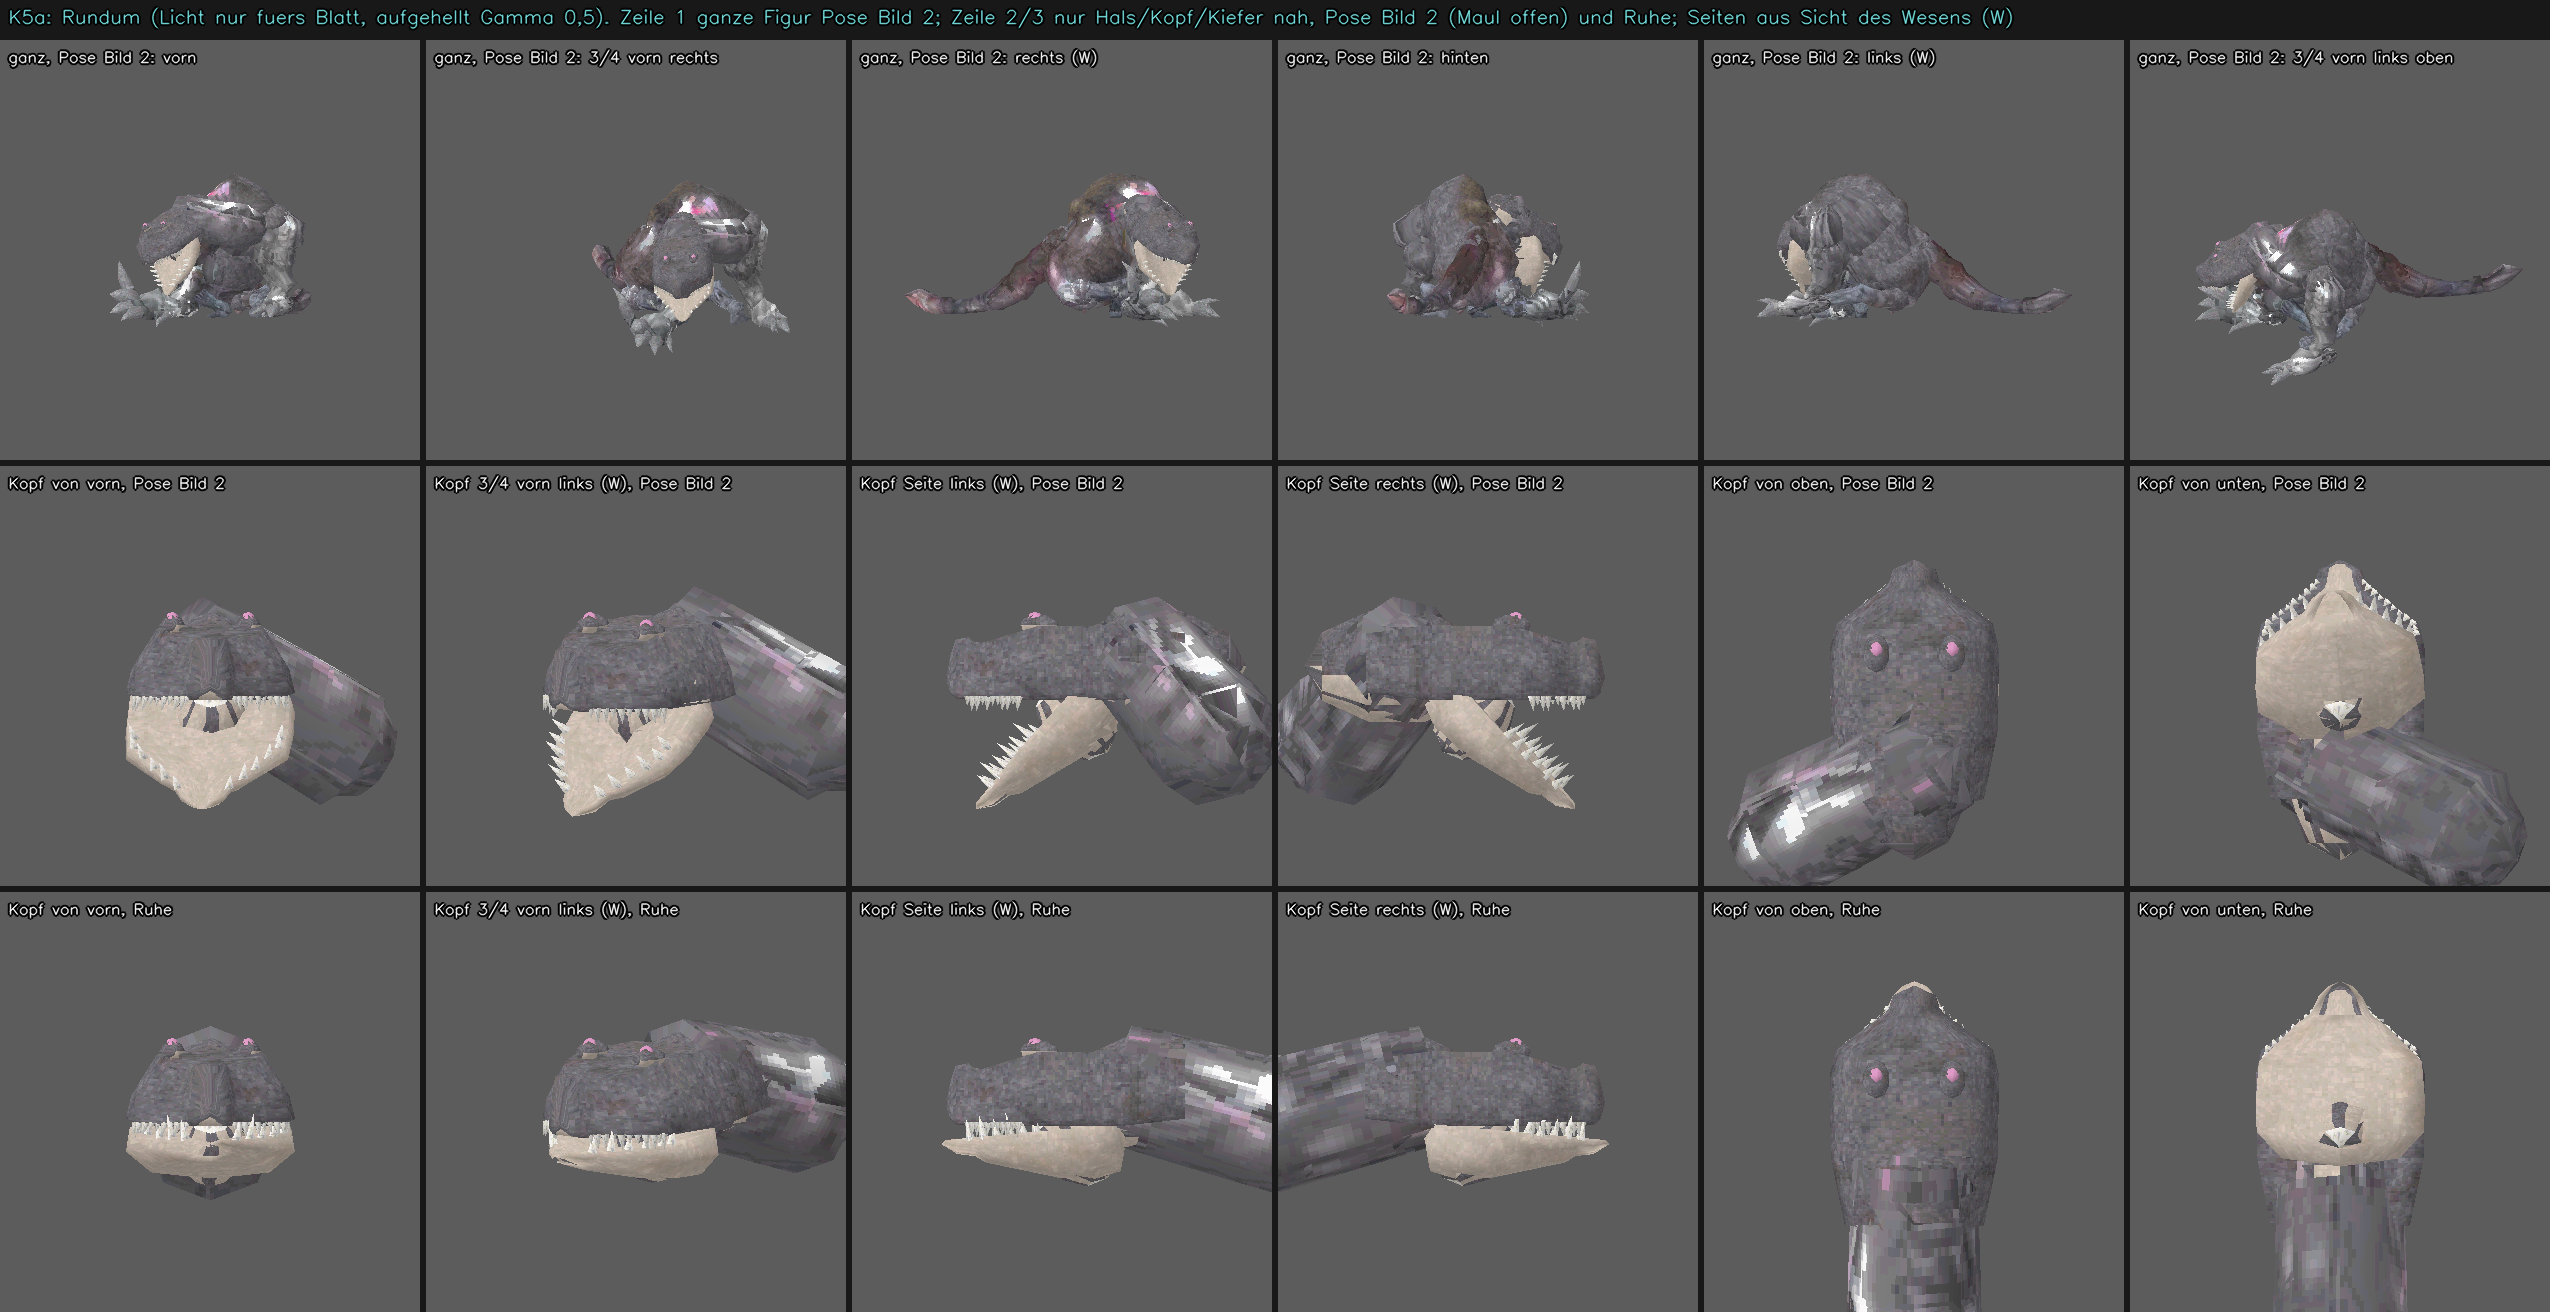 K5a: Rundum (Licht nur fuers Blatt, aufgehellt Gamma 0,5). Zeile 1 ganze Figur Pose Bild 2; Zeile 2/3 nur Hals/Kopf/Kiefer nah, Pose Bild 2 (Maul offen) und Ruhe; Seiten aus Sicht des Wesens (W)
ganz, Pose Bild 2: vorn
ganz, Pose Bild 2: 3/4 vorn rechts
ganz, Pose Bild 2: rechts (W)
ganz, Pose Bild 2: hinten
ganz, Pose Bild 2: links (W)
ganz, Pose Bild 2: 3/4 vorn links oben
Kopf von vorn, Pose Bild 2
Kopf 3/4 vorn links (W), Pose Bild 2
Kopf Seite links (W), Pose Bild 2
Kopf Seite rechts (W), Pose Bild 2
Kopf von oben, Pose Bild 2
Kopf von unten, Pose Bild 2
Kopf von vorn, Ruhe
Kopf 3/4 vorn links (W), Ruhe
Kopf Seite links (W), Ruhe
Kopf Seite rechts (W), Ruhe
Kopf von oben, Ruhe
Kopf von unten, Ruhe